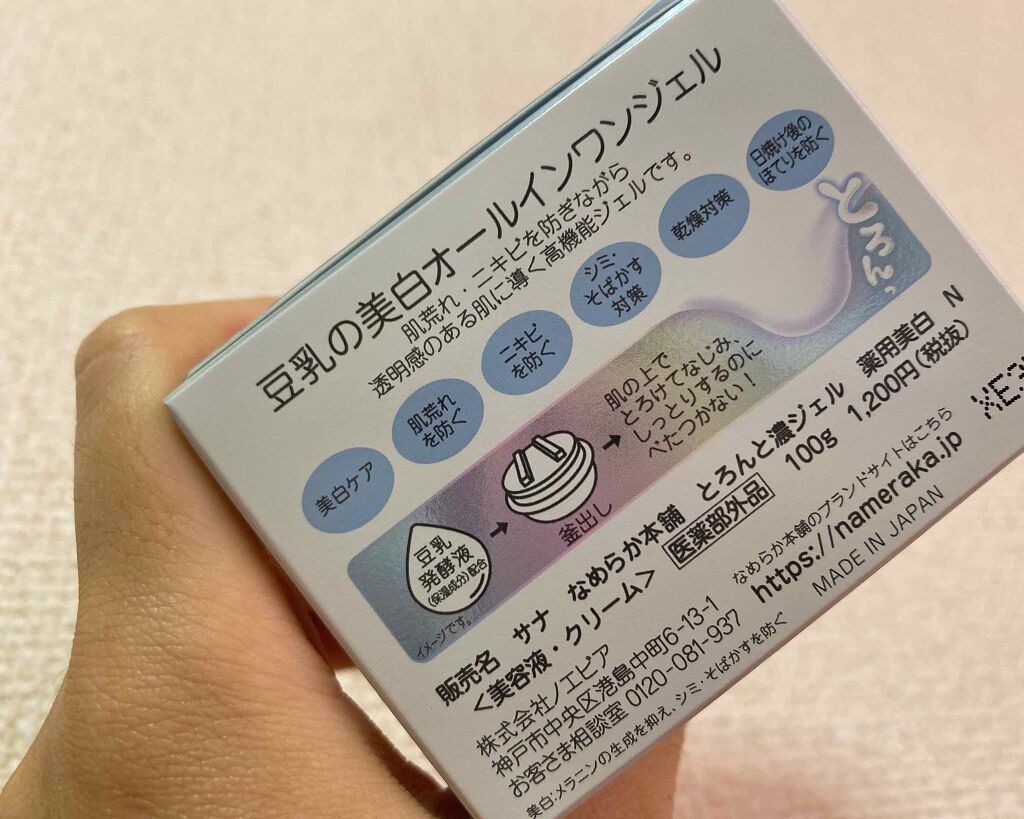 豆乳の美白オールインワンジェル
肌荒れ・ニキビを防ぎながら
透明感のある肌に導く高機能ジェルです。
美白ケア
肌荒れ
を防ぐ
ニキビ
を防ぐ
シミ・
そばかす
対策
乾燥対策
日焼け後の
ほてりを防ぐ
とろん、
豆乳
発酵液
(保湿成分)配合
釜出し
肌の上で
とろけてなじみ、
しっとりするのに
べたつかない!
イメージです。
販売名 サナ なめらか本舗 とろんと濃ジェル 薬用美白 N
<美容液・クリーム> 医薬部外品 100g 1,200円(税抜)
株式会社ノエビア
神戸市中央区港島中町6-13-1
お客さま相談室 0120-081-937
なめらか本舗のブランドサイトはこちら
https://nameraka.jp
MADE IN JAPAN
美白:メラニンの生成を抑え、シミ・そばかすを防ぐ